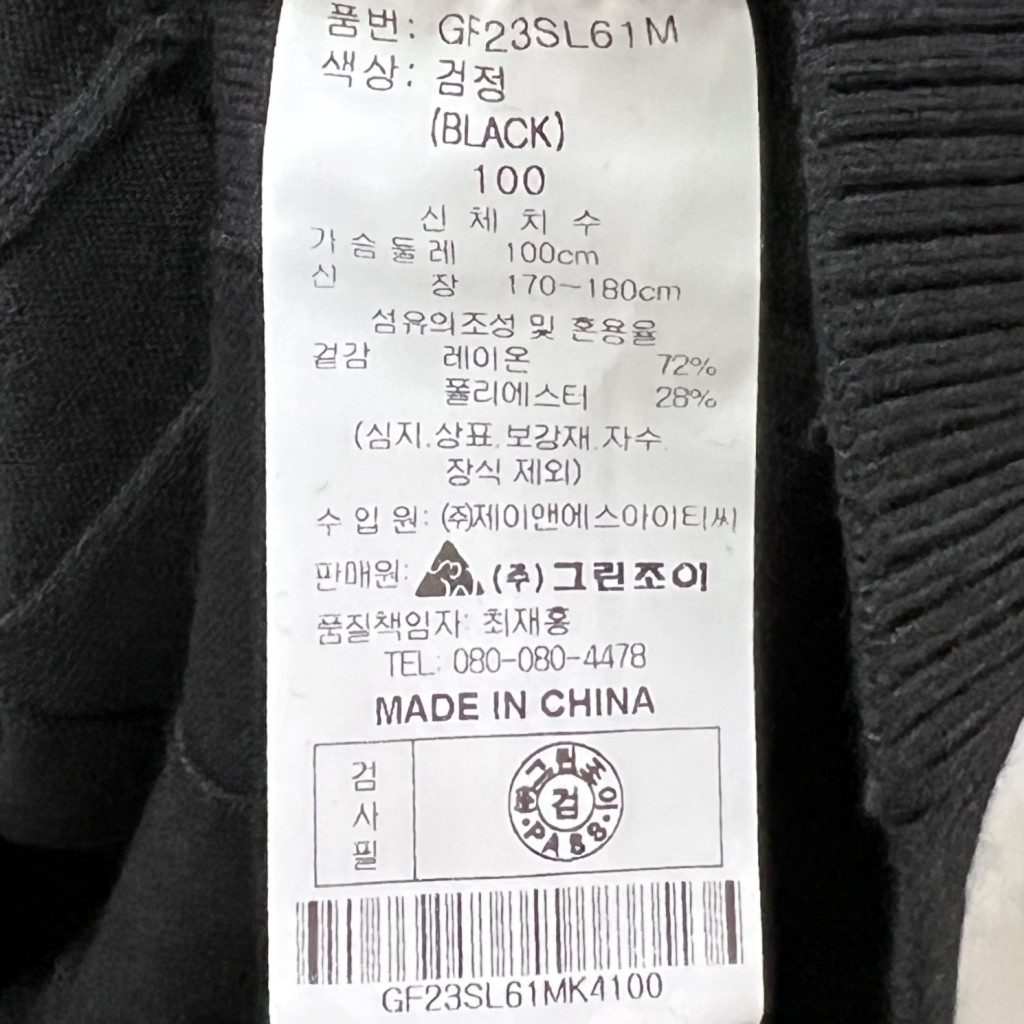 품번: GF23SL61M
색상: 검정
(BLACK)
100
신 체 치 수
가 슴 둘 레 100cm
신 장 170~180cm
섬유의조성 및 혼용율
겉감 레이온 72%
폴리에스터 28%
(심지.상표.보강재.자수.
장식 제외)
수 입 원: (주)제이앤에스아이티씨
판매원: (주)그린조이
품질책임자: 최재홍
TEL: 080-080-4478
MADE IN CHINA
검사필
그린조이
검
PASS
GF23SL61MK4100